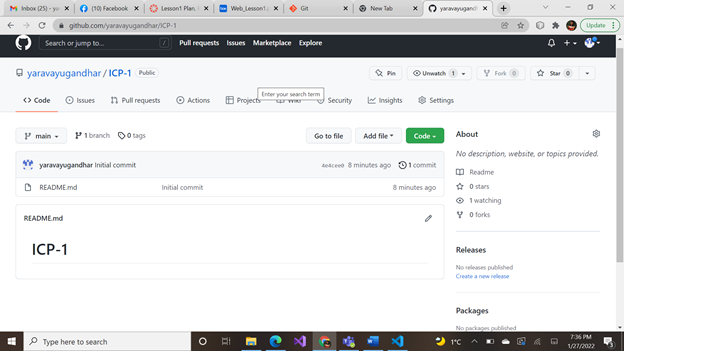 Inbox (25) - yo
(10) Facebook
Lesson1 Plan.
Web_Lesson1.
Git
New Tab
yaravayugandhar
github.com/yaravayugandhar/ICP-1
Update
Search or jump to...
/
Pull requests
Issues
Marketplace
Explore
yaravayugandhar / ICP-1
Public
Pin
Unwatch 1
Fork 0
Star 0
Enter your search term
Code
Issues
Pull requests
Actions
Projects
Wiki
Security
Insights
Settings
main
1 branch
0 tags
Go to file
Add file
Code
About
No description, website, or topics provided.
yaravayugandhar Initial commit
4e4cee0 8 minutes ago
1 commit
README.md
Initial commit
8 minutes ago
Readme
0 stars
1 watching
0 forks
README.md
ICP-1
Releases
No releases published
Create a new release
Packages
No packages published
Type here to search
1°C
7:36 PM
1/27/2022
3